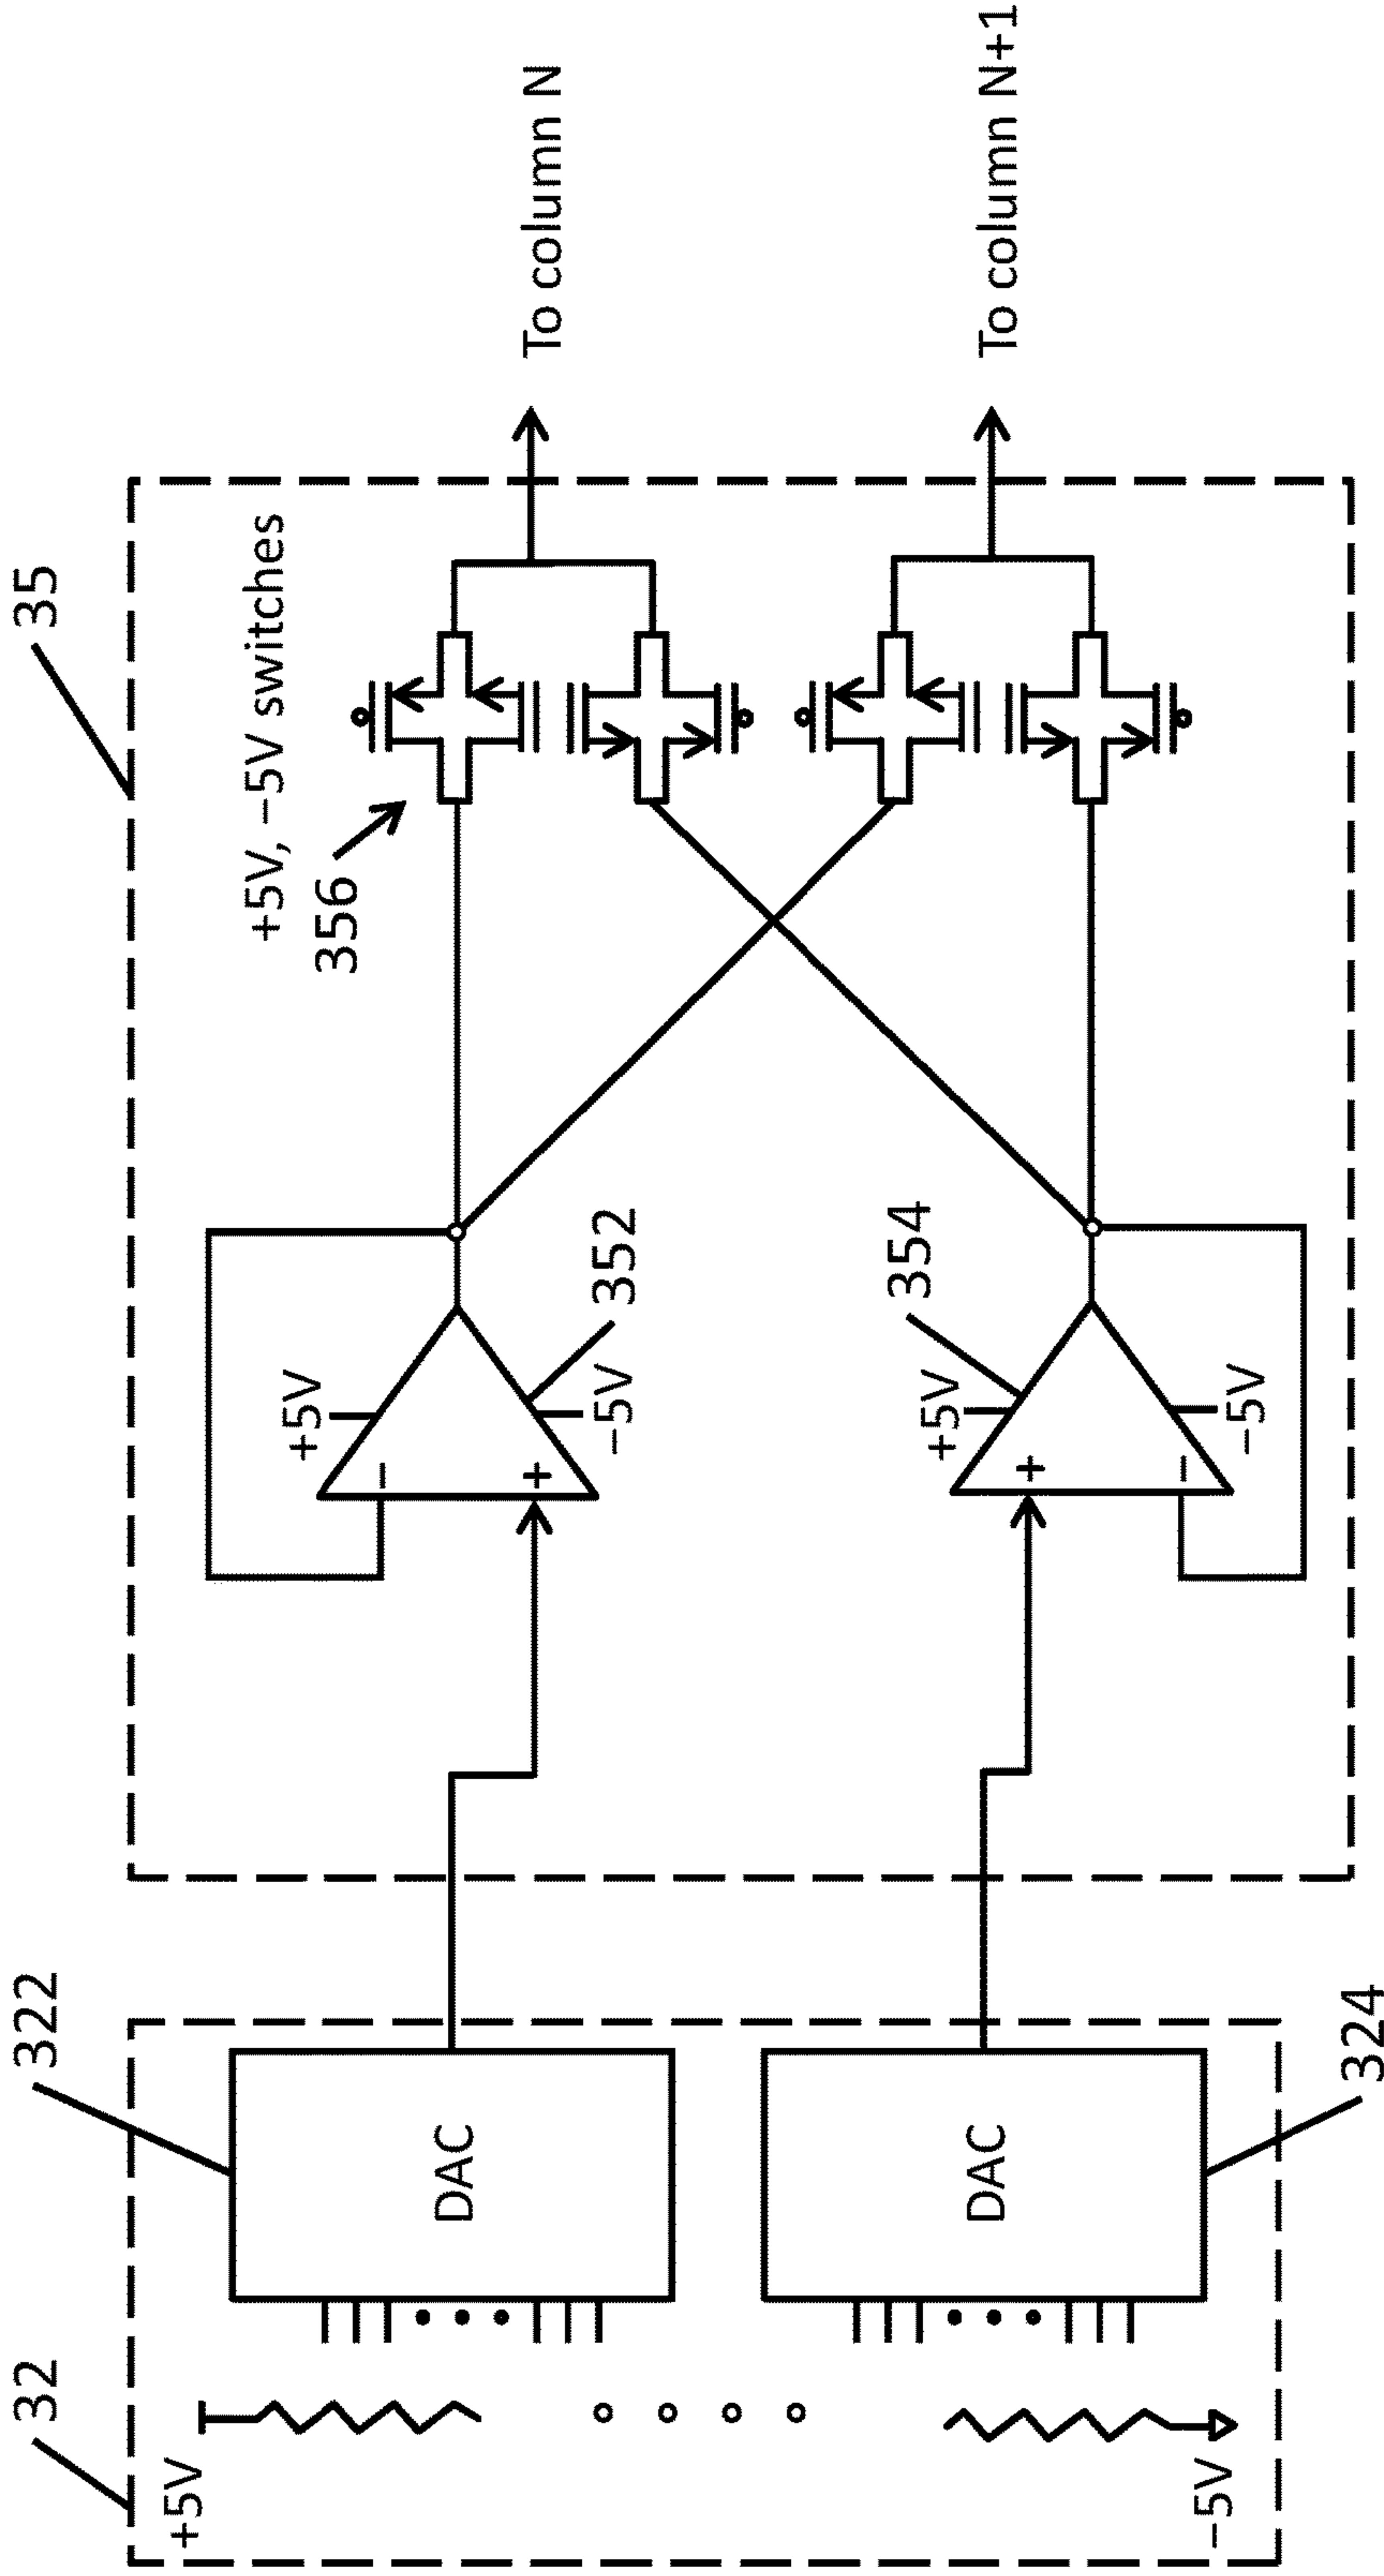 35
+5V, −5V switches
356
To column N
To column N+1
+5V
−
+
−5V
352
354
+5V
+
−
−5V
322
DAC
DAC
324
32
+5V
−5V